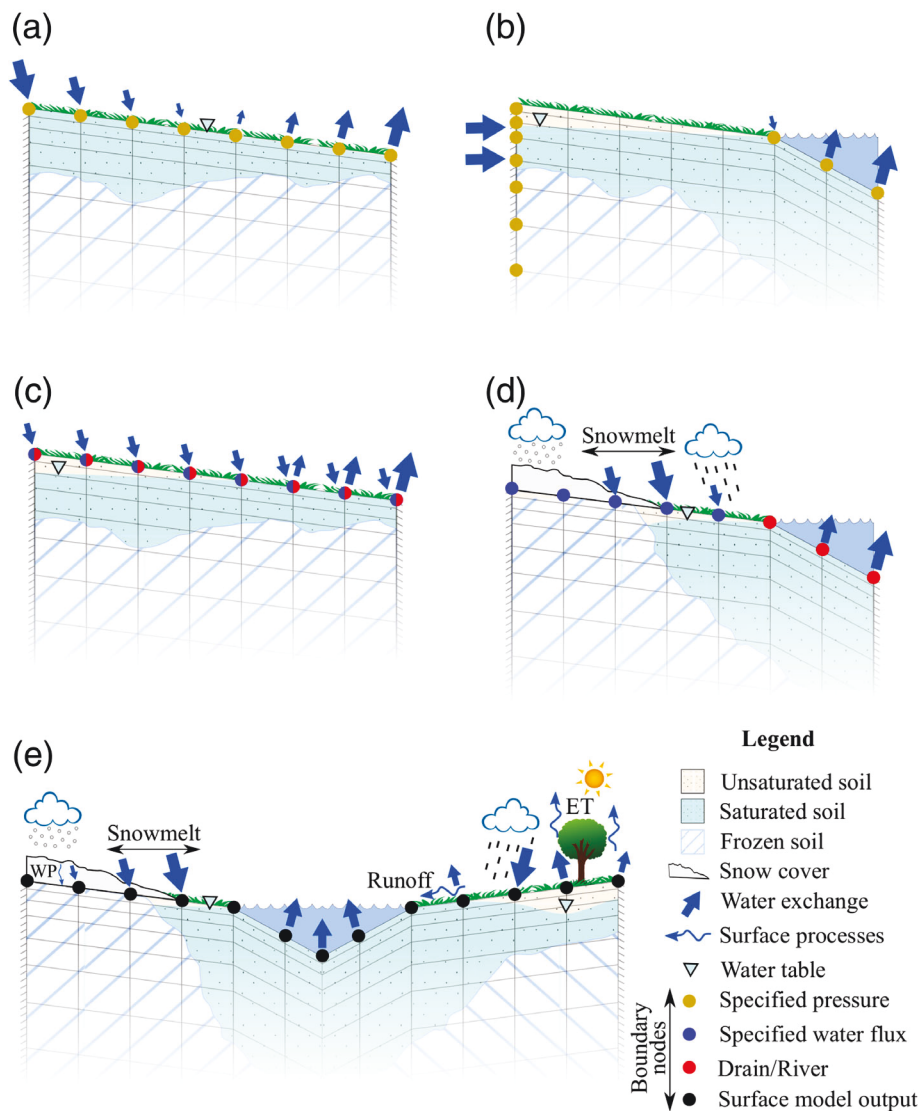 (a)
(b)
(c)
(d)
Snowmelt
(e)
Snowmelt
WP
Runoff
ET
Legend
Unsaturated soil
Saturated soil
Frozen soil
Snow cover
Water exchange
Surface processes
Water table
Boundary nodes
Specified pressure
Specified water flux
Drain/River
Surface model output